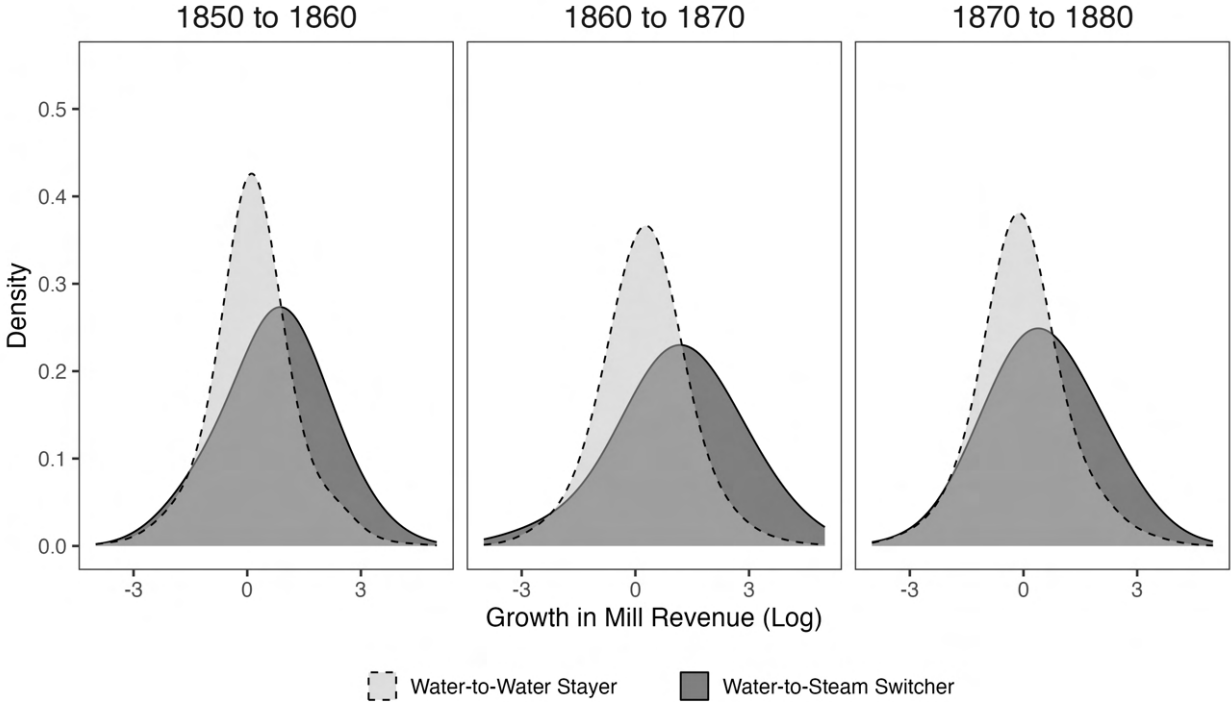 1850 to 1860 1860 to 1870 1870 to 1880
Density
0.5
0.4
0.3
0.2
0.1
0.0
-3 0 3 -3 0 3 -3 0 3
Growth in Mill Revenue (Log)
Water-to-Water Stayer Water-to-Steam Switcher